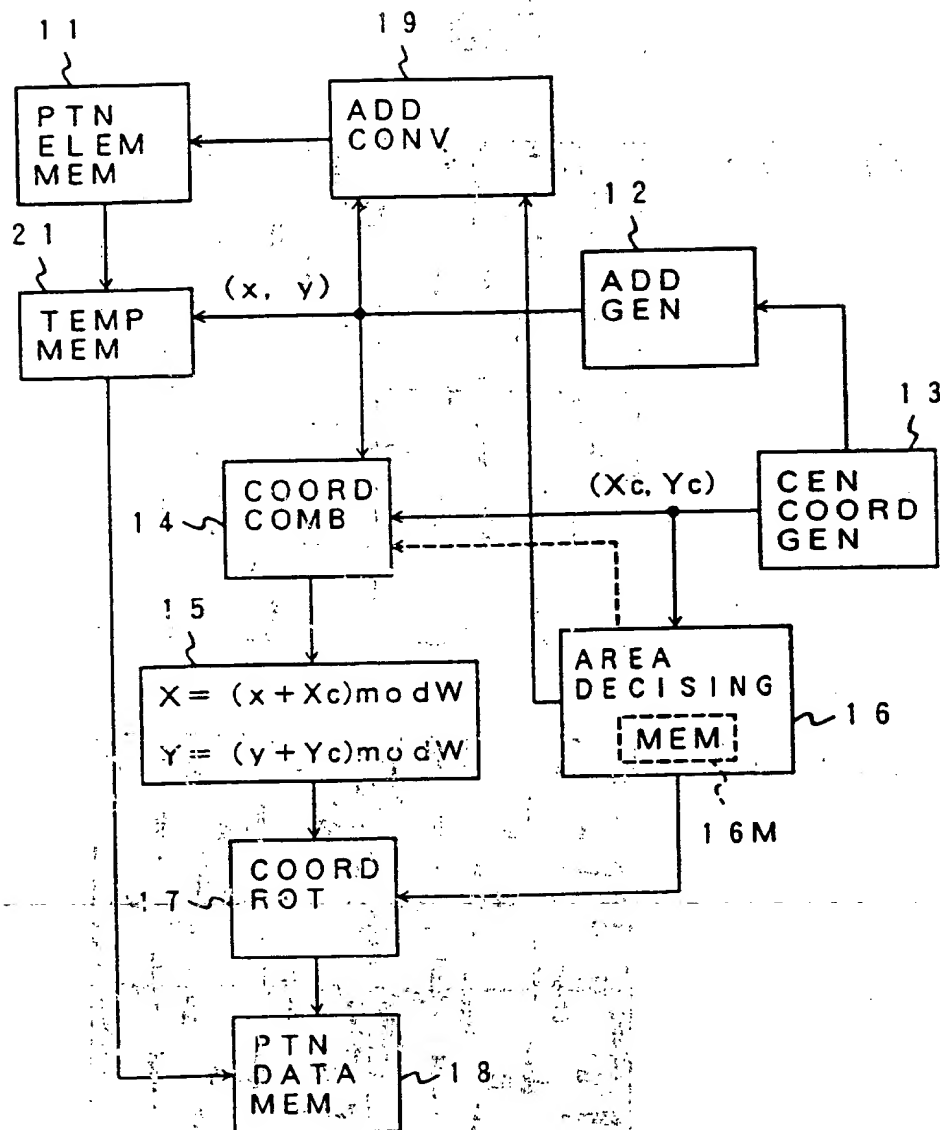 11
19
PTN
ELEM
MEM
ADD
CONV
21
12
TEMP
MEM
(x, y)
ADD
GEN
13
COORD
COMB
14
(Xc, Yc)
CEN
COORD
GEN
15
X = (x + Xc) mod W
Y = (y + Yc) mod W
AREA
DECISING
MEM
16
16M
COORD
ROT
17
PTN
DATA
MEM
18